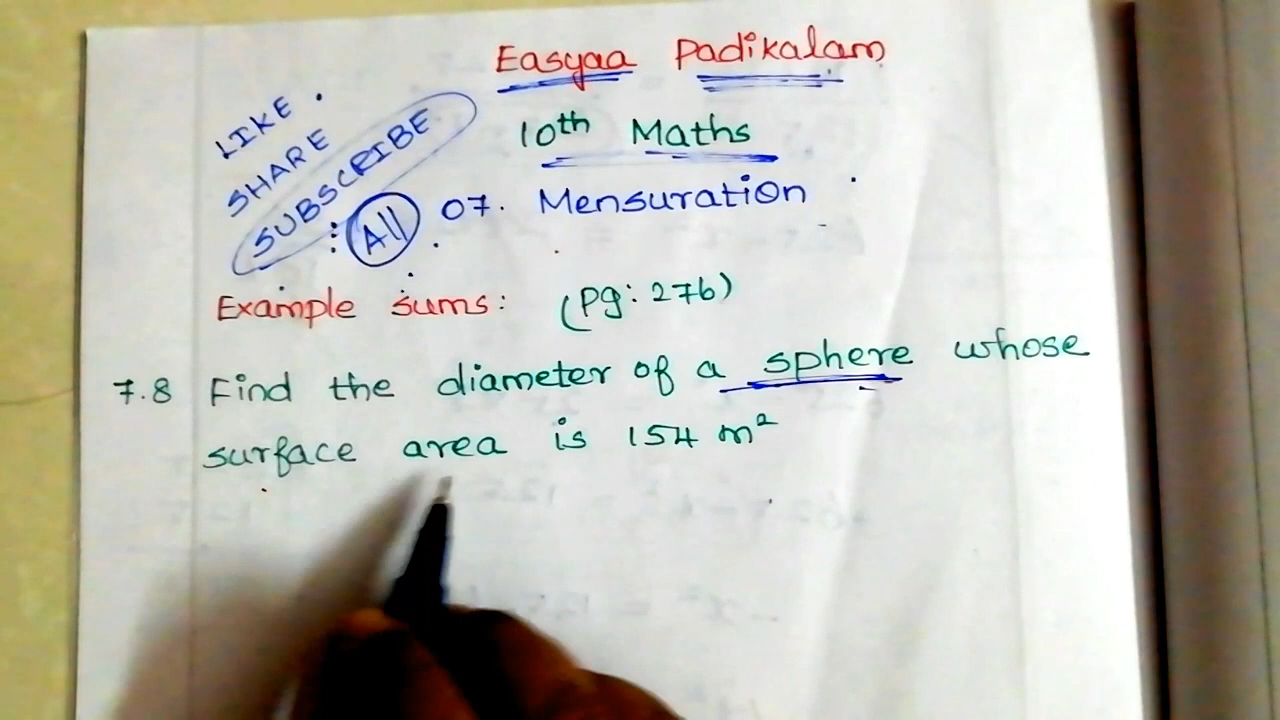 Easyaa Padikalam
10th Maths
LIKE
SHARE
SUBSCRIBE
All
07. Mensuration
Example sums: (Pg: 276)
7.8 Find the diameter of a sphere whose
surface area is 154 m²